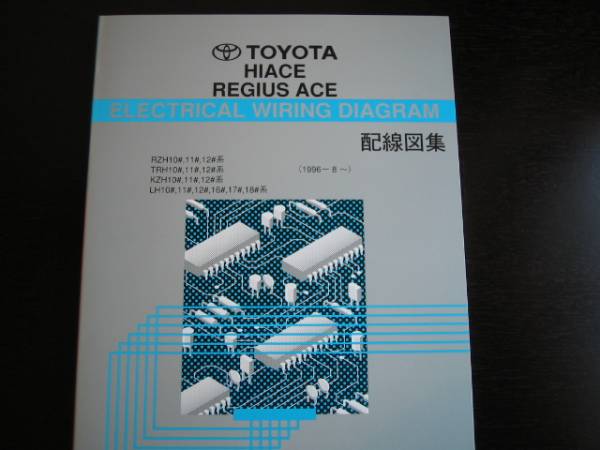 TOYOTA
HIACE
REGIUS ACE
ELECTRICAL WIRING DIAGRAM
配線図集
RZH10#,11#,12#系
TRH10#,11#,12#系 (1996－8～)
KZH10#,11#,12#系
LH10#,11#,12#,16#,17#,18#系